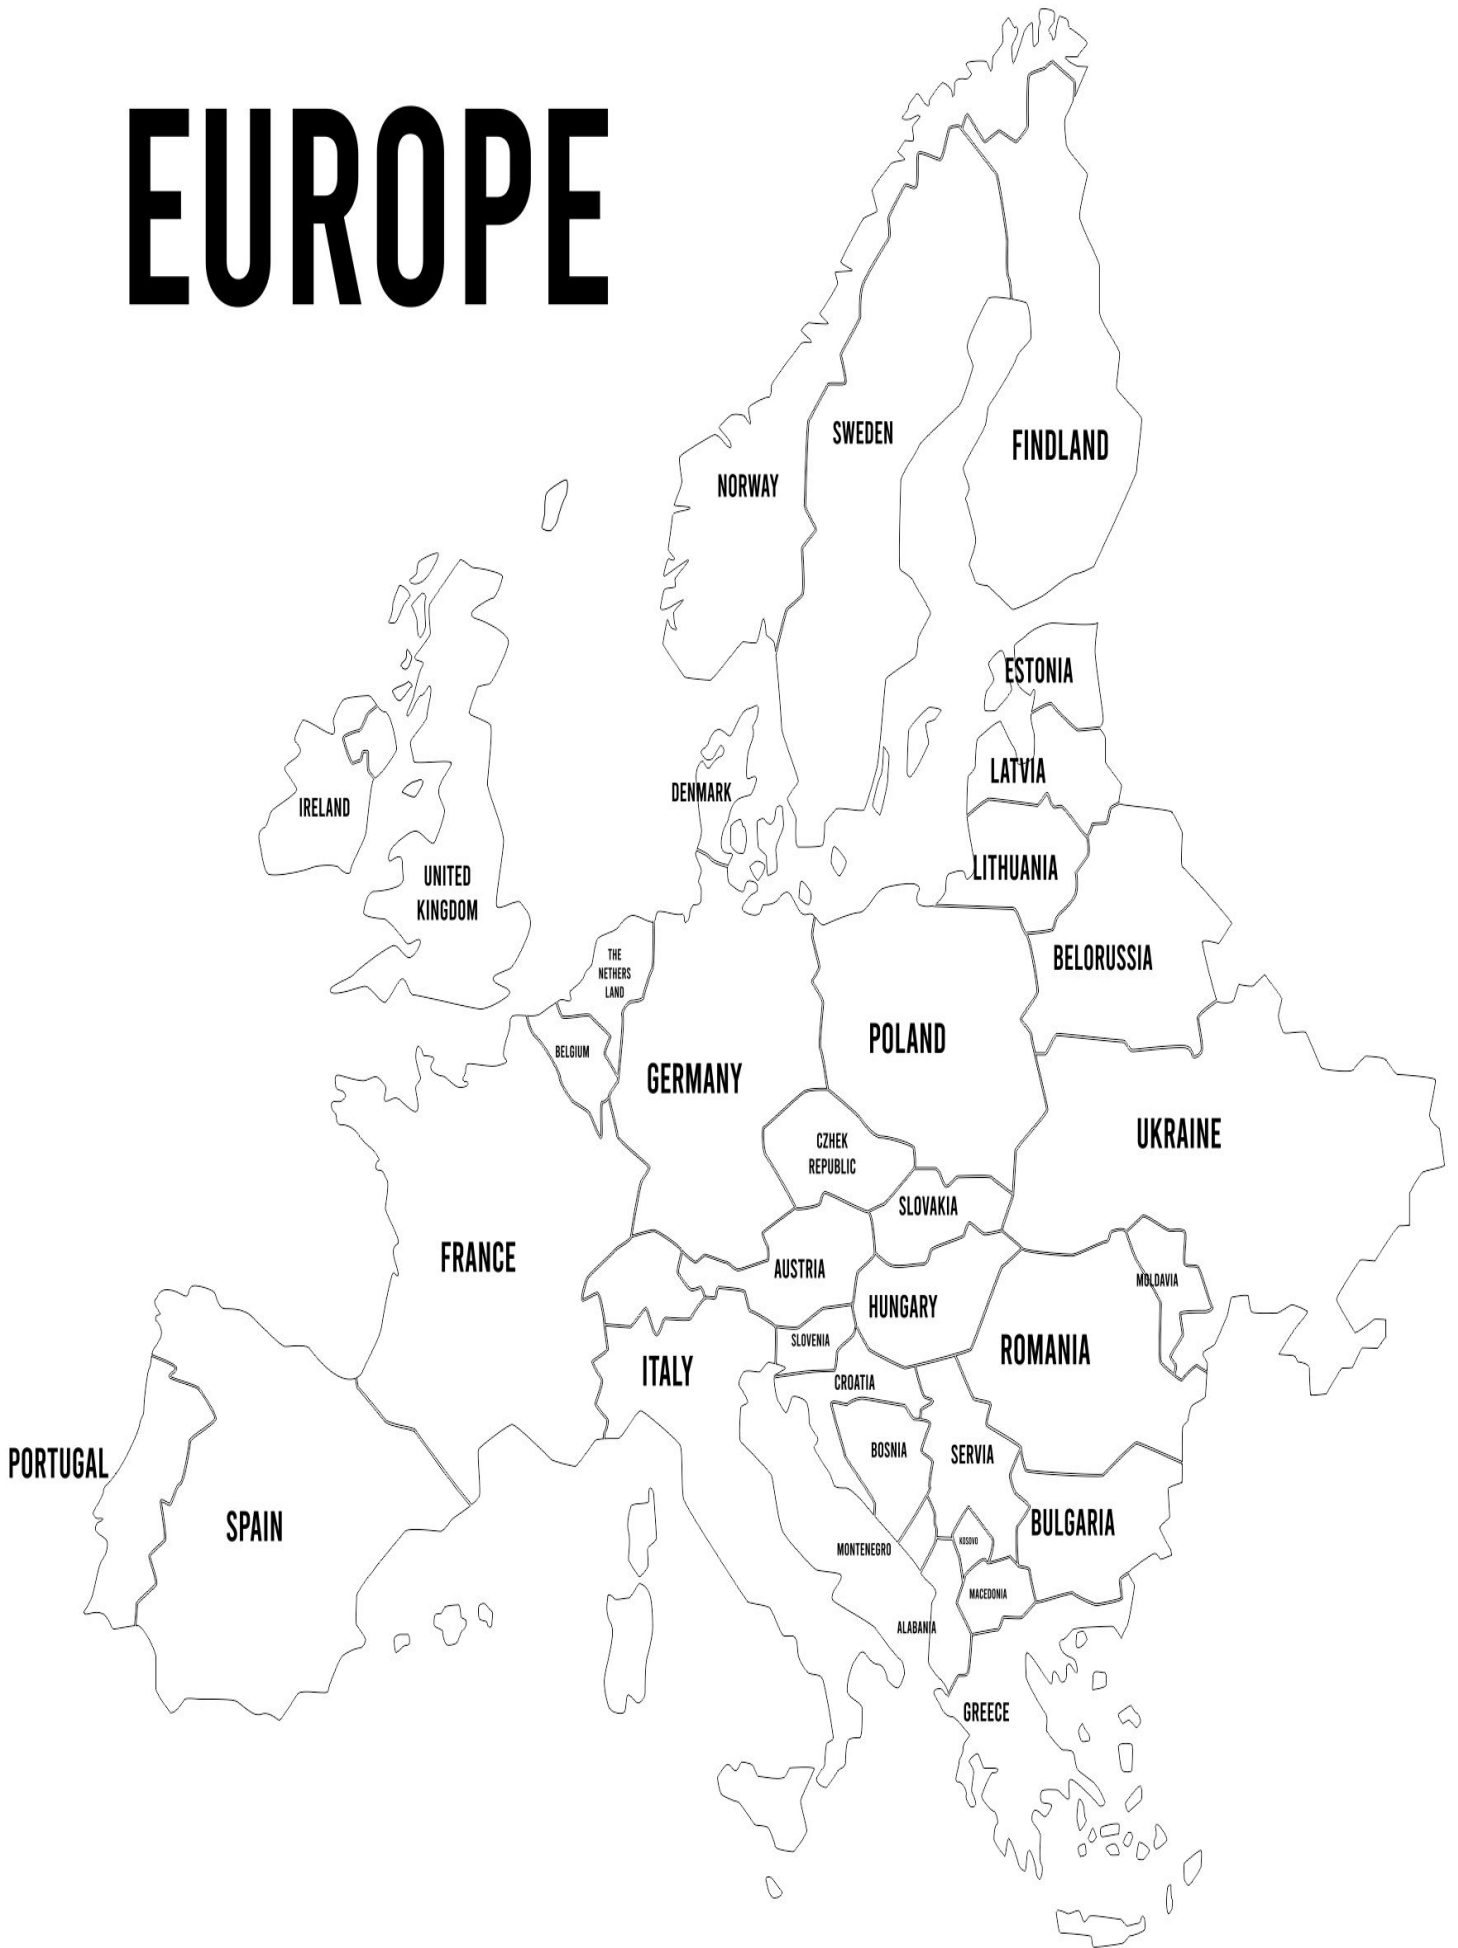 EUROPE
SWEDEN
FINDLAND
NORWAY
ESTONIA
LATVIA
DENMARK
IRELAND
LITHUANIA
UNITED
KINGDOM
THE
NETHERS
LAND
BELORUSSIA
POLAND
BELGIUM
GERMANY
UKRAINE
CZHEK
REPUBLIC
SLOVAKIA
FRANCE
AUSTRIA
MOLDAVIA
HUNGARY
SLOVENIA
ROMANIA
ITALY
CROATIA
BOSNIA
SERVIA
PORTUGAL
SPAIN
BULGARIA
KOSOVO
MONTENEGRO
MACEDONIA
ALABANIA
GREECE